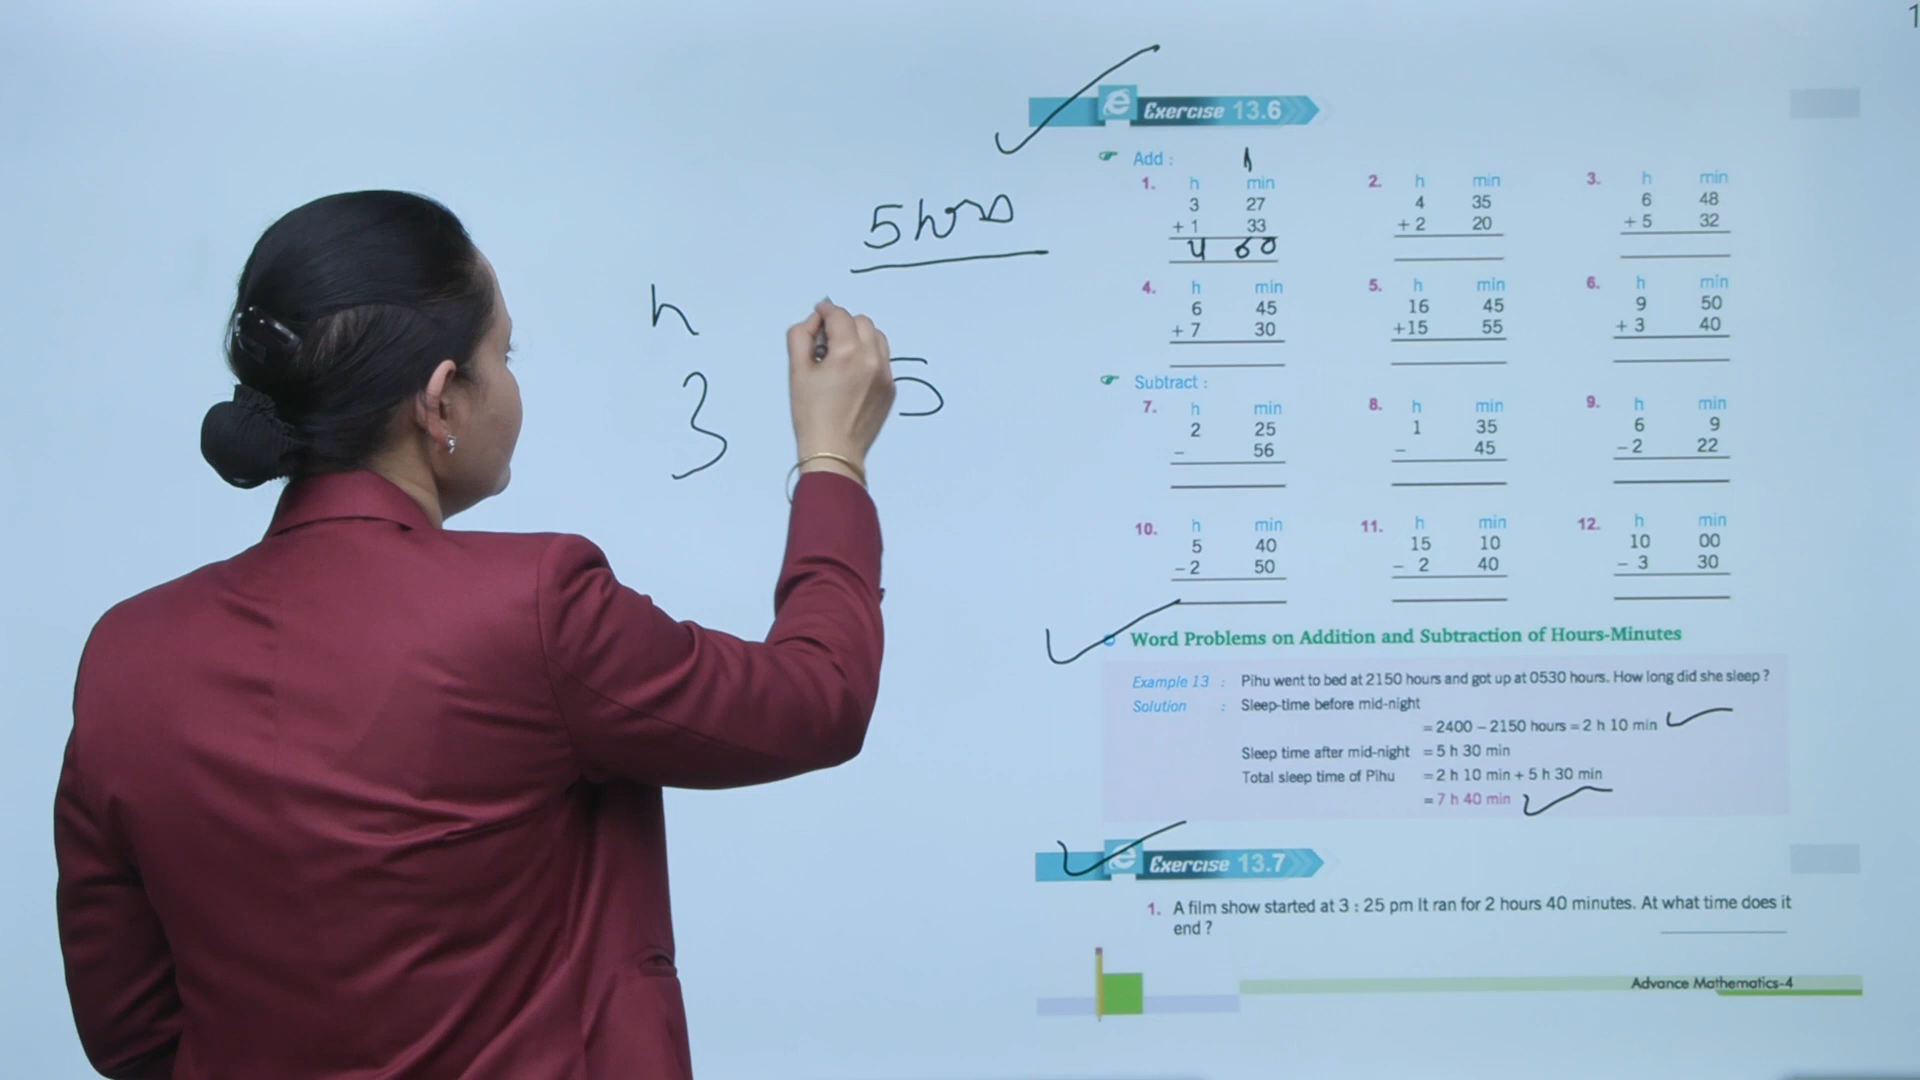 1
Exercise 13.6
Add :
1. h min
3 27
+ 1 33
4 60
2. h min
4 35
+ 2 20
3. h min
6 48
+ 5 32
4. h min
6 45
+ 7 30
5. h min
16 45
+15 55
6. h min
9 50
+ 3 40
Subtract :
7. h min
2 25
– 56
8. h min
1 35
– 45
9. h min
6 9
– 2 22
10. h min
5 40
– 2 50
11. h min
15 10
– 2 40
12. h min
10 00
– 3 30
Word Problems on Addition and Subtraction of Hours-Minutes
Example 13 : Pihu went to bed at 2150 hours and got up at 0530 hours. How long did she sleep ?
Solution : Sleep-time before mid-night
= 2400 – 2150 hours = 2 h 10 min
Sleep time after mid-night = 5 h 30 min
Total sleep time of Pihu = 2 h 10 min + 5 h 30 min
= 7 h 40 min
Exercise 13.7
1. A film show started at 3 : 25 pm It ran for 2 hours 40 minutes. At what time does it
end ?
Advance Mathematics-4
5 hrs
h
3 5